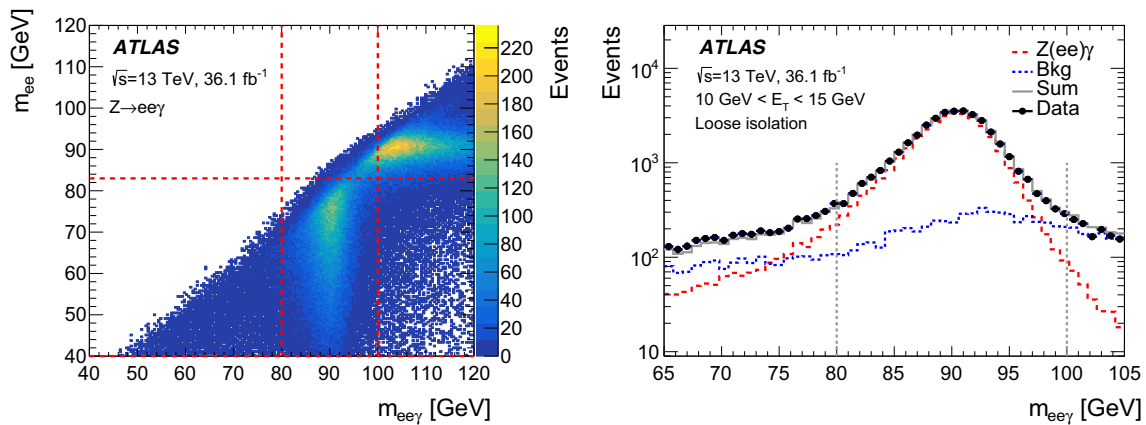 m_ee [GeV]
120
110
100
90
80
70
60
50
40
ATLAS
√s=13 TeV, 36.1 fb⁻¹
Z→eeγ
40 50 60 70 80 90 100 110 120
m_eeγ [GeV]
Events
220
200
180
160
140
120
100
80
60
40
20
0
Events
10³
10²
10
ATLAS
√s=13 TeV, 36.1 fb⁻¹
10 GeV < E_T < 15 GeV
Loose isolation
Z(ee)γ
Bkg
Sum
Data
65 70 75 80 85 90 95 100 105
m_eeγ [GeV]